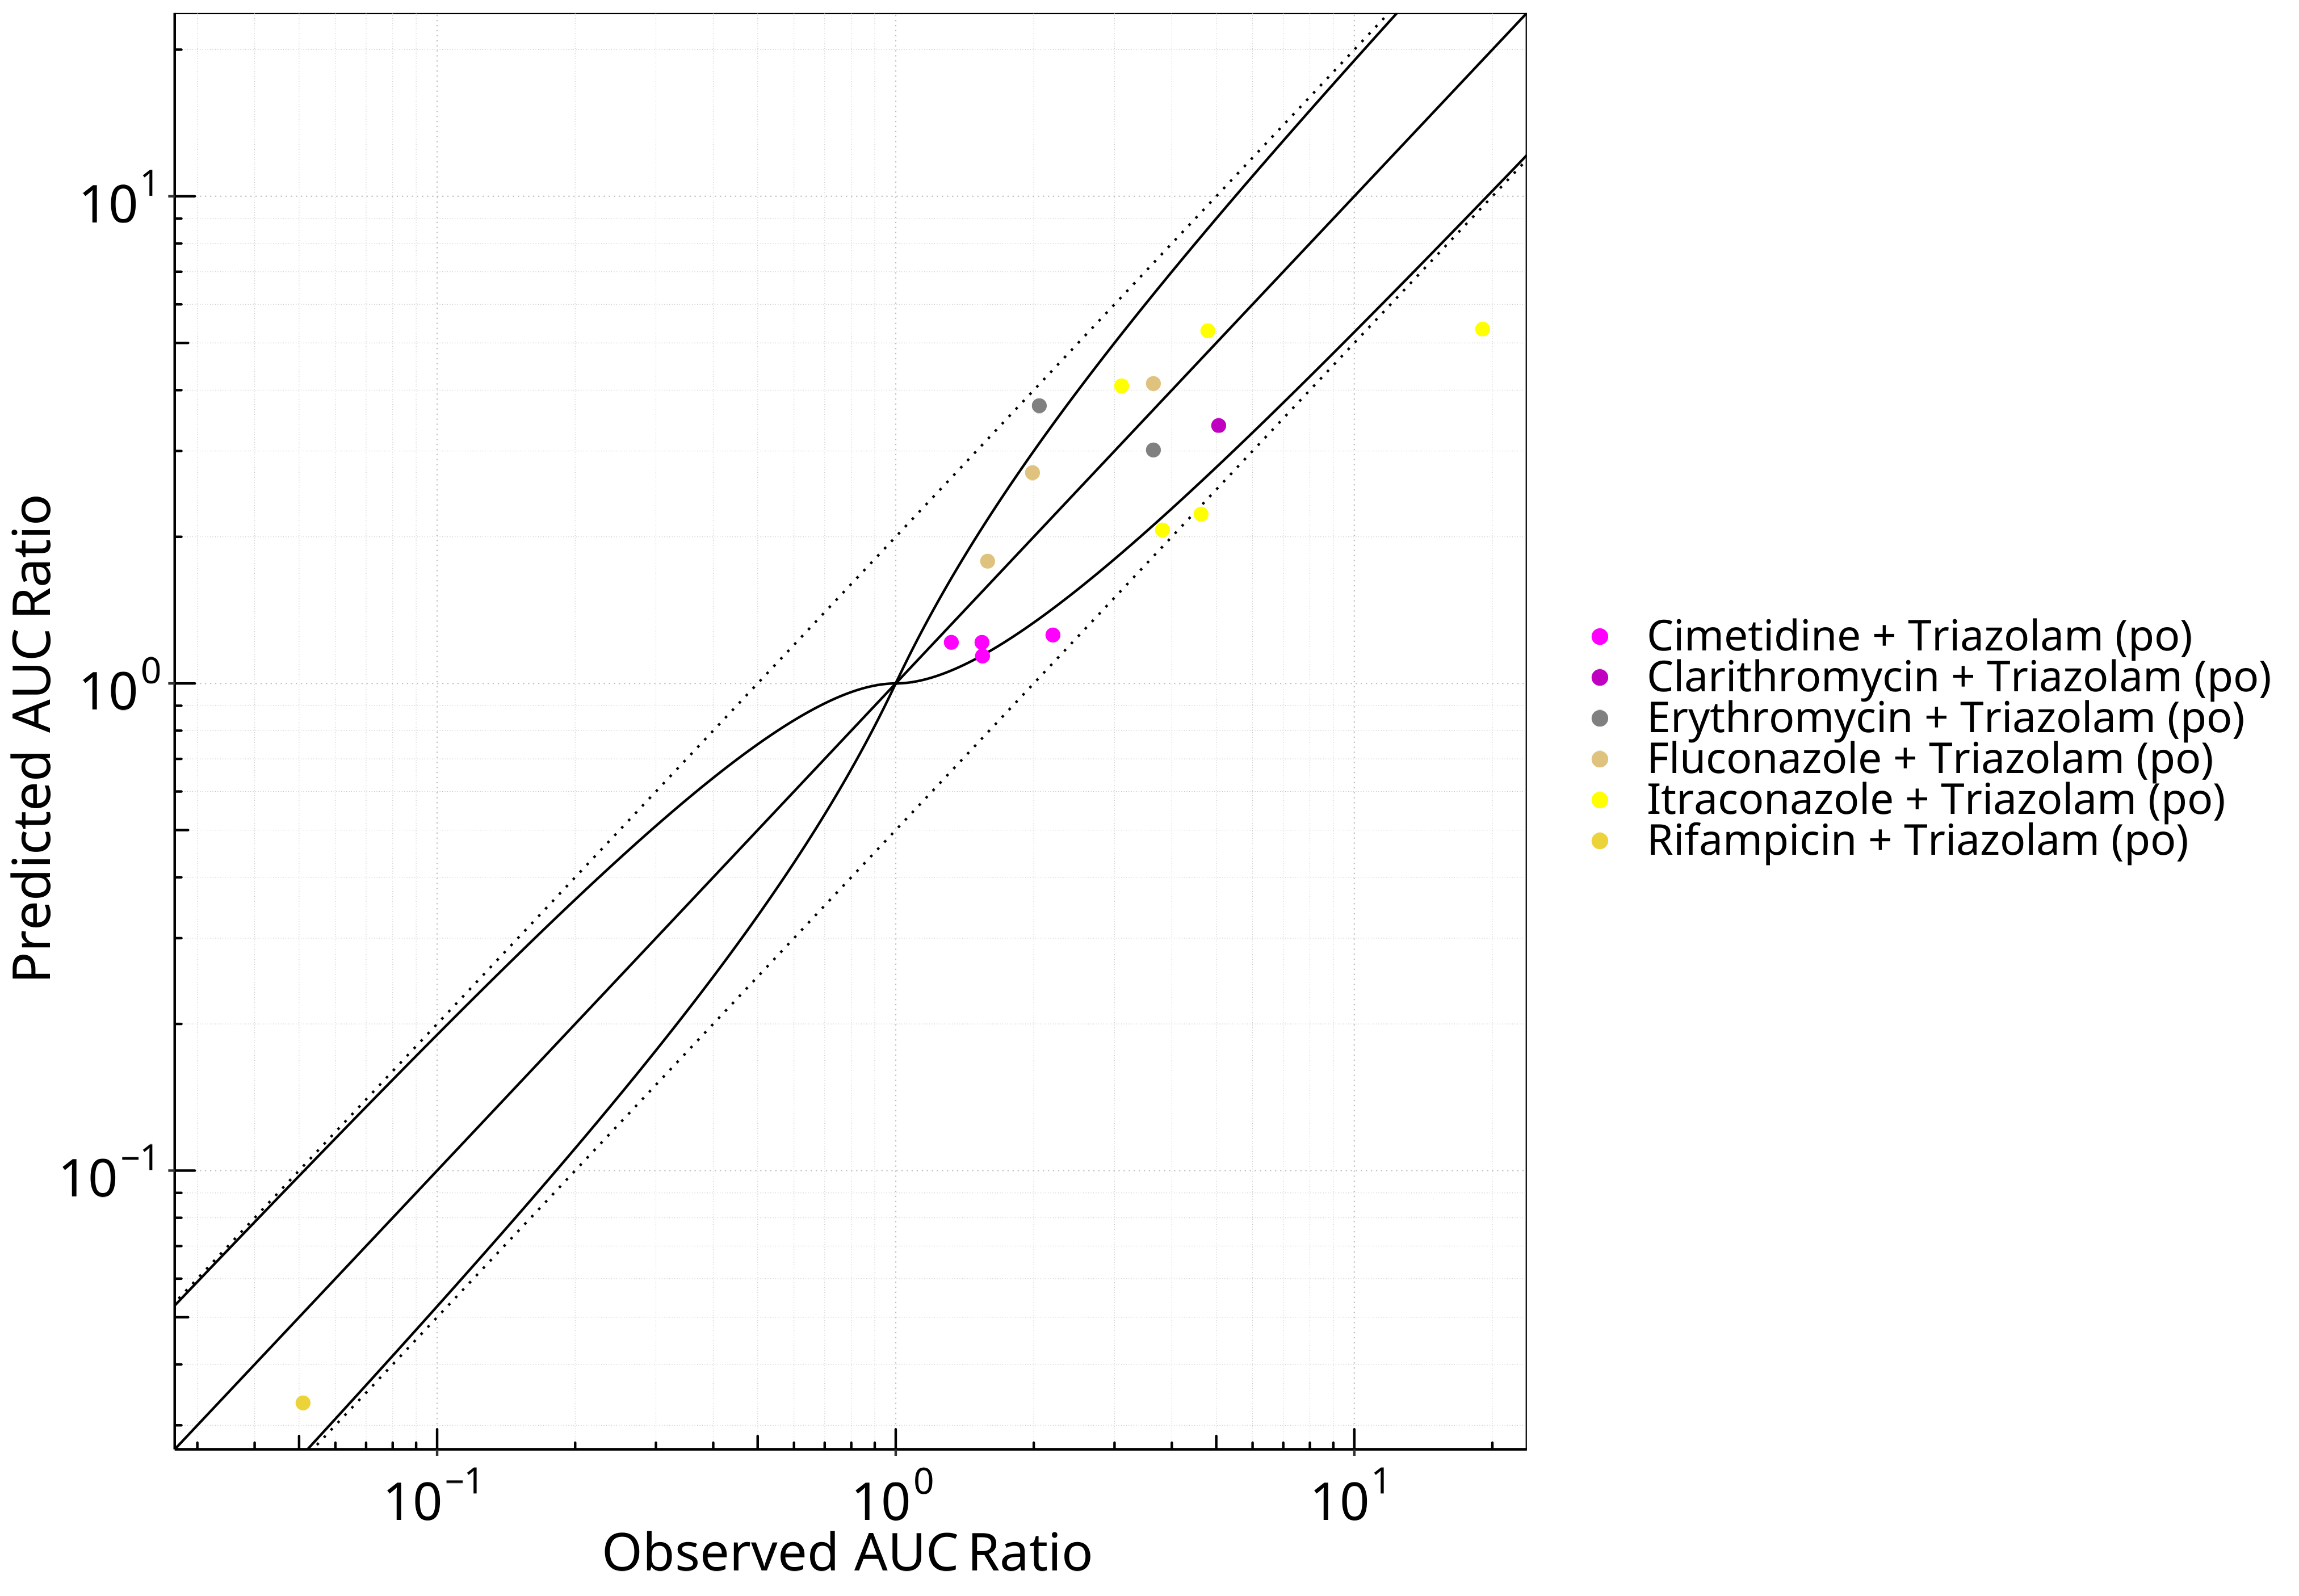 Predicted AUC Ratio
10^1
10^0
10^−1
10^−1
10^0
10^1
Observed AUC Ratio
Cimetidine + Triazolam (po)
Clarithromycin + Triazolam (po)
Erythromycin + Triazolam (po)
Fluconazole + Triazolam (po)
Itraconazole + Triazolam (po)
Rifampicin + Triazolam (po)